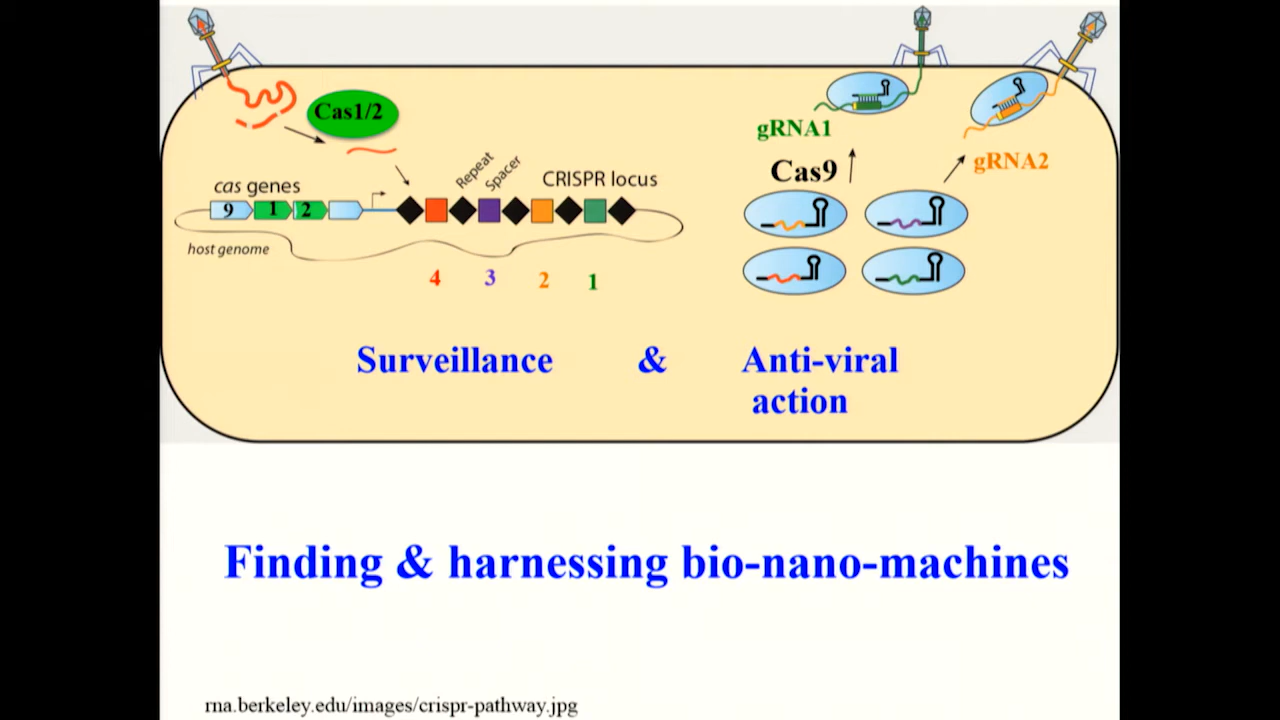 Cas1/2
gRNA1
gRNA2
Cas9
cas genes
Repeat
Spacer
CRISPR locus
9 1 2
host genome
4 3 2 1
Surveillance & Anti-viral
action
Finding & harnessing bio-nano-machines
rna.berkeley.edu/images/crispr-pathway.jpg